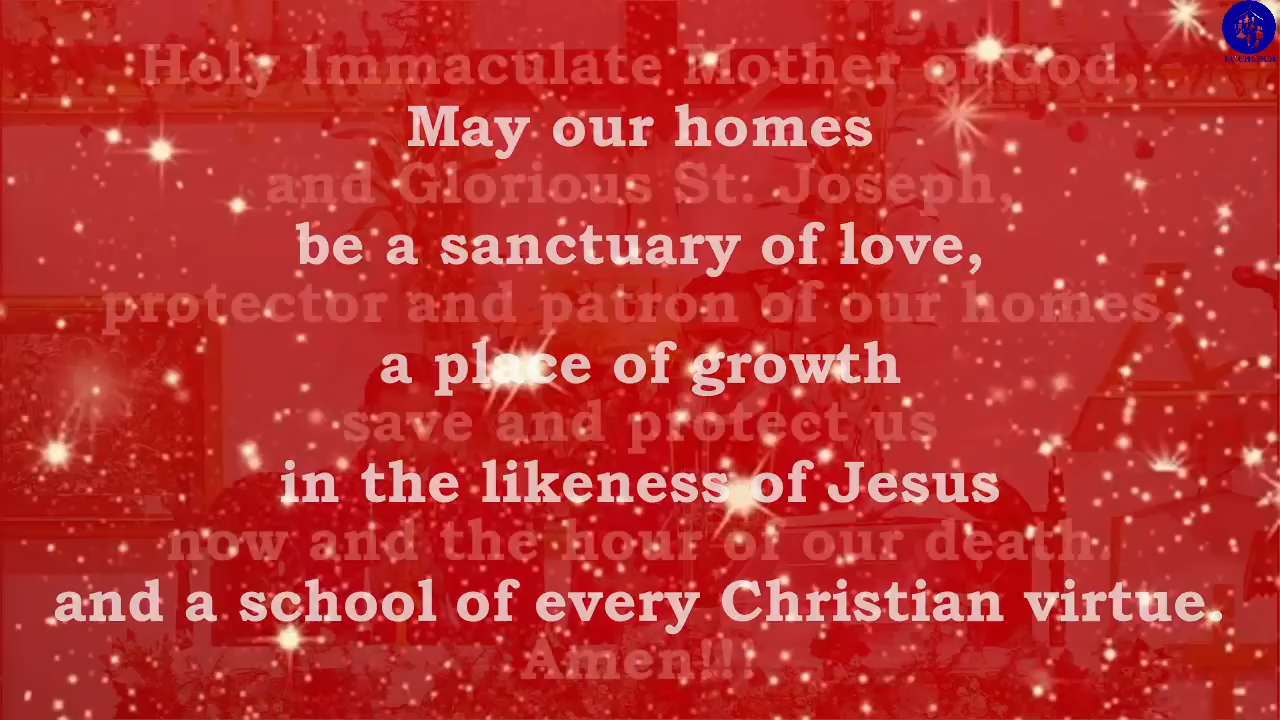 Holy Immaculate Mother of God,
May our homes
and Glorious St. Joseph,
be a sanctuary of love,
protector and patron of our homes,
a place of growth
save and protect us
in the likeness of Jesus
now and the hour of our death.
and a school of every Christian virtue.
Amen!!!